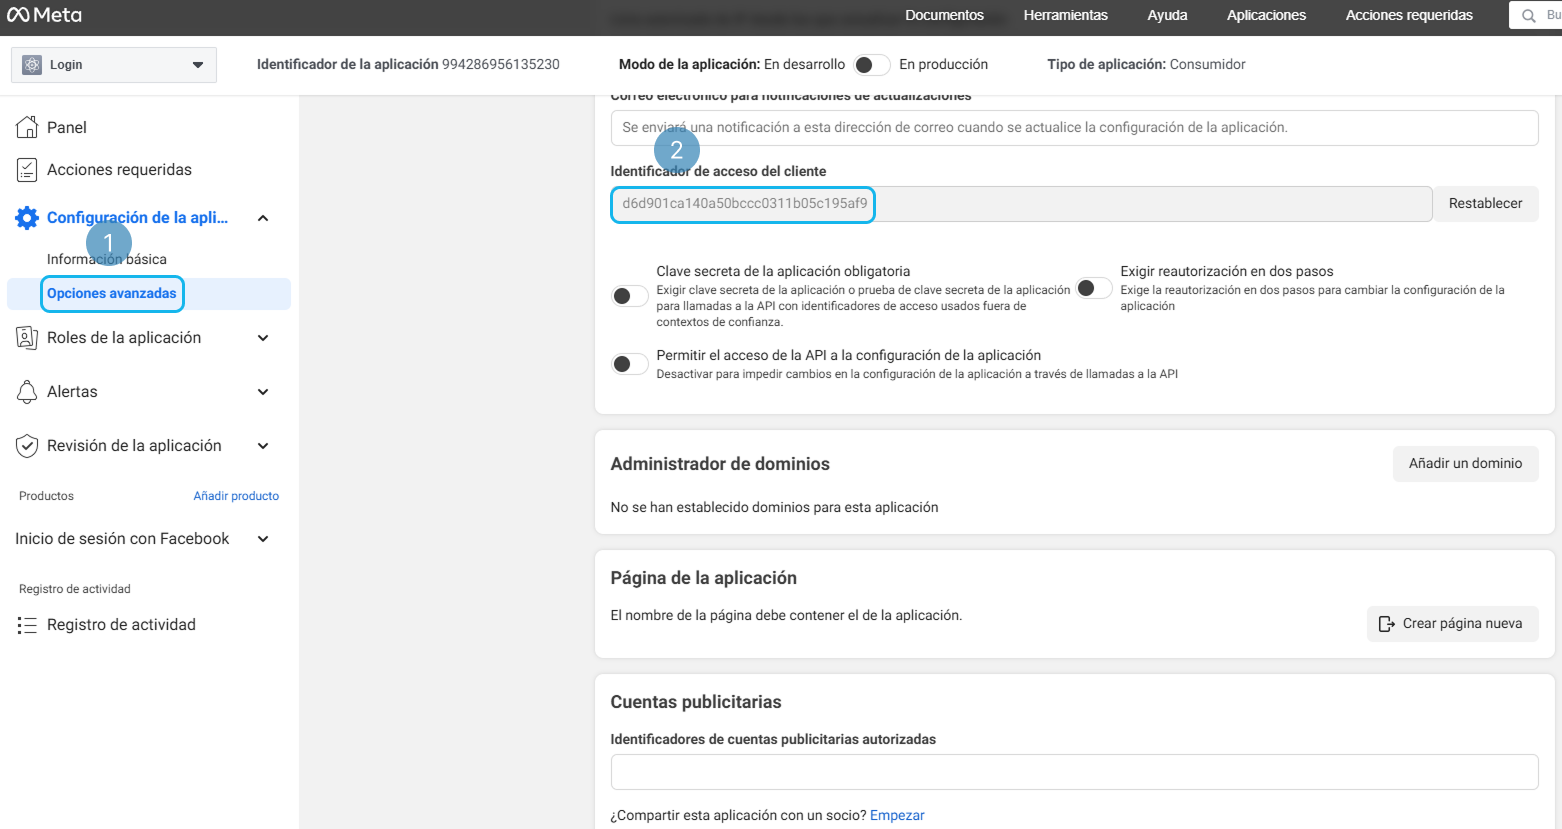 Meta
Documentos
Herramientas
Ayuda
Aplicaciones
Acciones requeridas
Login
Identificador de la aplicación 994286956135230
Modo de la aplicación: En desarrollo
En producción
Tipo de aplicación: Consumidor
Panel
Acciones requeridas
Configuración de la apli...
1
Información básica
Opciones avanzadas
Roles de la aplicación
Alertas
Revisión de la aplicación
Productos
Añadir producto
Inicio de sesión con Facebook
Registro de actividad
Registro de actividad
Correo electrónico para notificaciones de actualizaciones
Se enviará una notificación a esta dirección de correo cuando se actualice la configuración de la aplicación.
2
Identificador de acceso del cliente
d6d901ca140a50bccc0311b05c195af9
Restablecer
Clave secreta de la aplicación obligatoria
Exigir clave secreta de la aplicación o prueba de clave secreta de la aplicación
para llamadas a la API con identificadores de acceso usados fuera de
contextos de confianza.
Exigir reautorización en dos pasos
Exige la reautorización en dos pasos para cambiar la configuración de la
aplicación
Permitir el acceso de la API a la configuración de la aplicación
Desactivar para impedir cambios en la configuración de la aplicación a través de llamadas a la API
Administrador de dominios
Añadir un dominio
No se han establecido dominios para esta aplicación
Página de la aplicación
El nombre de la página debe contener el de la aplicación.
Crear página nueva
Cuentas publicitarias
Identificadores de cuentas publicitarias autorizadas
¿Compartir esta aplicación con un socio? Empezar